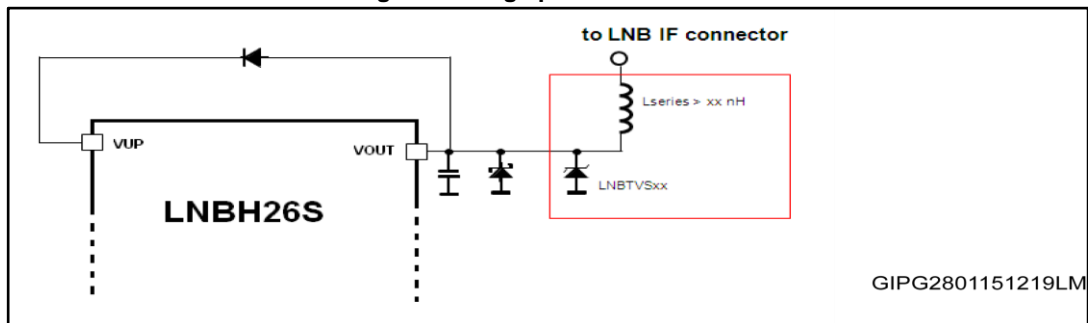 to LNB IF connector
Lseries > xx nH
VUP
VOUT
LNBTVSxx
LNBH26S
GIPG2801151219LM